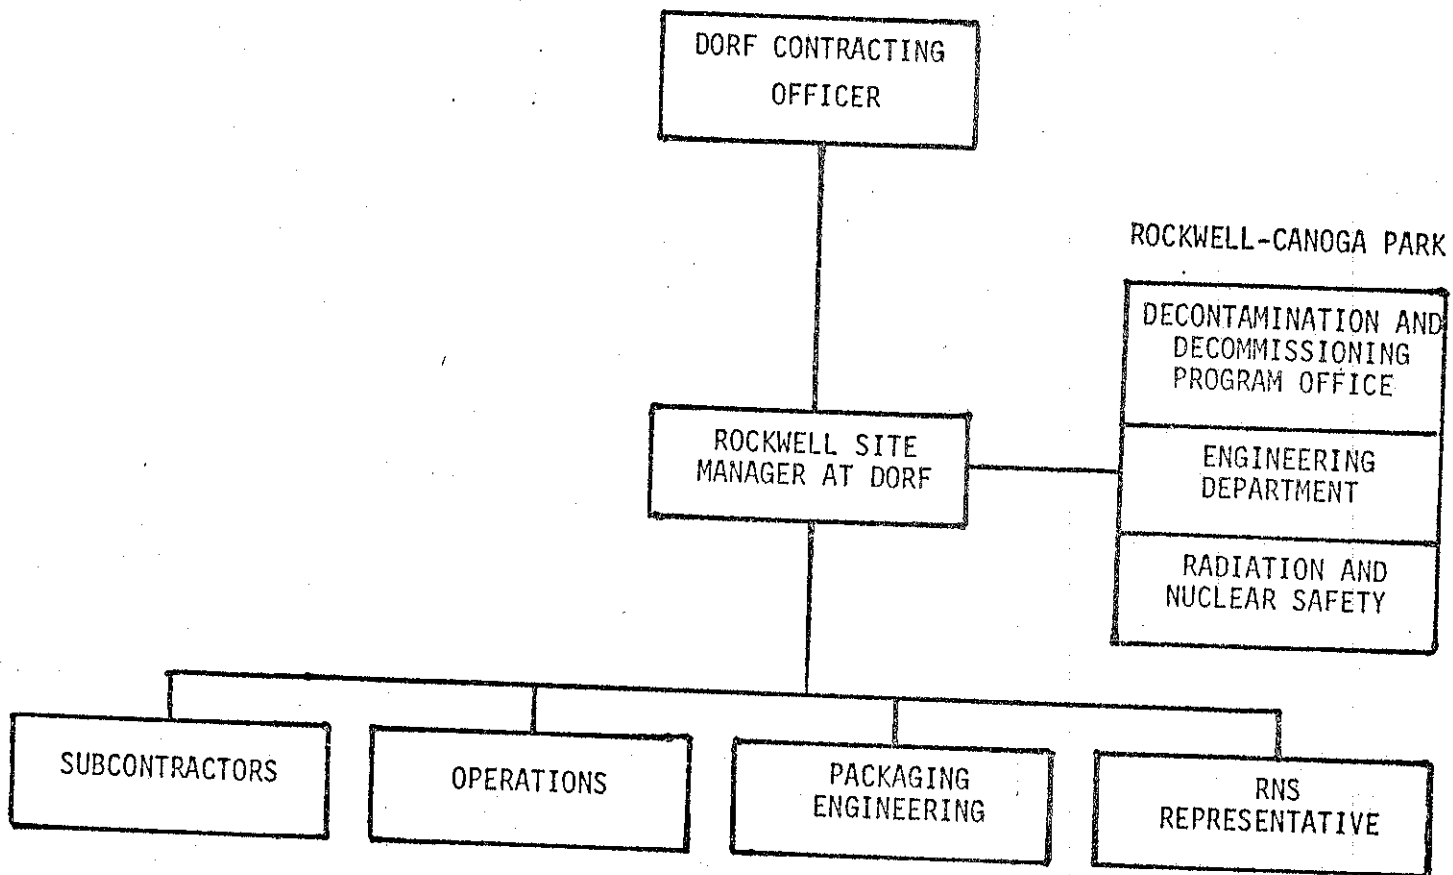 DORF CONTRACTING
OFFICER
ROCKWELL-CANOGA PARK
DECONTAMINATION AND
DECOMMISSIONING
PROGRAM OFFICE
ROCKWELL SITE
MANAGER AT DORF
ENGINEERING
DEPARTMENT
RADIATION AND
NUCLEAR SAFETY
SUBCONTRACTORS
OPERATIONS
PACKAGING
ENGINEERING
RNS
REPRESENTATIVE